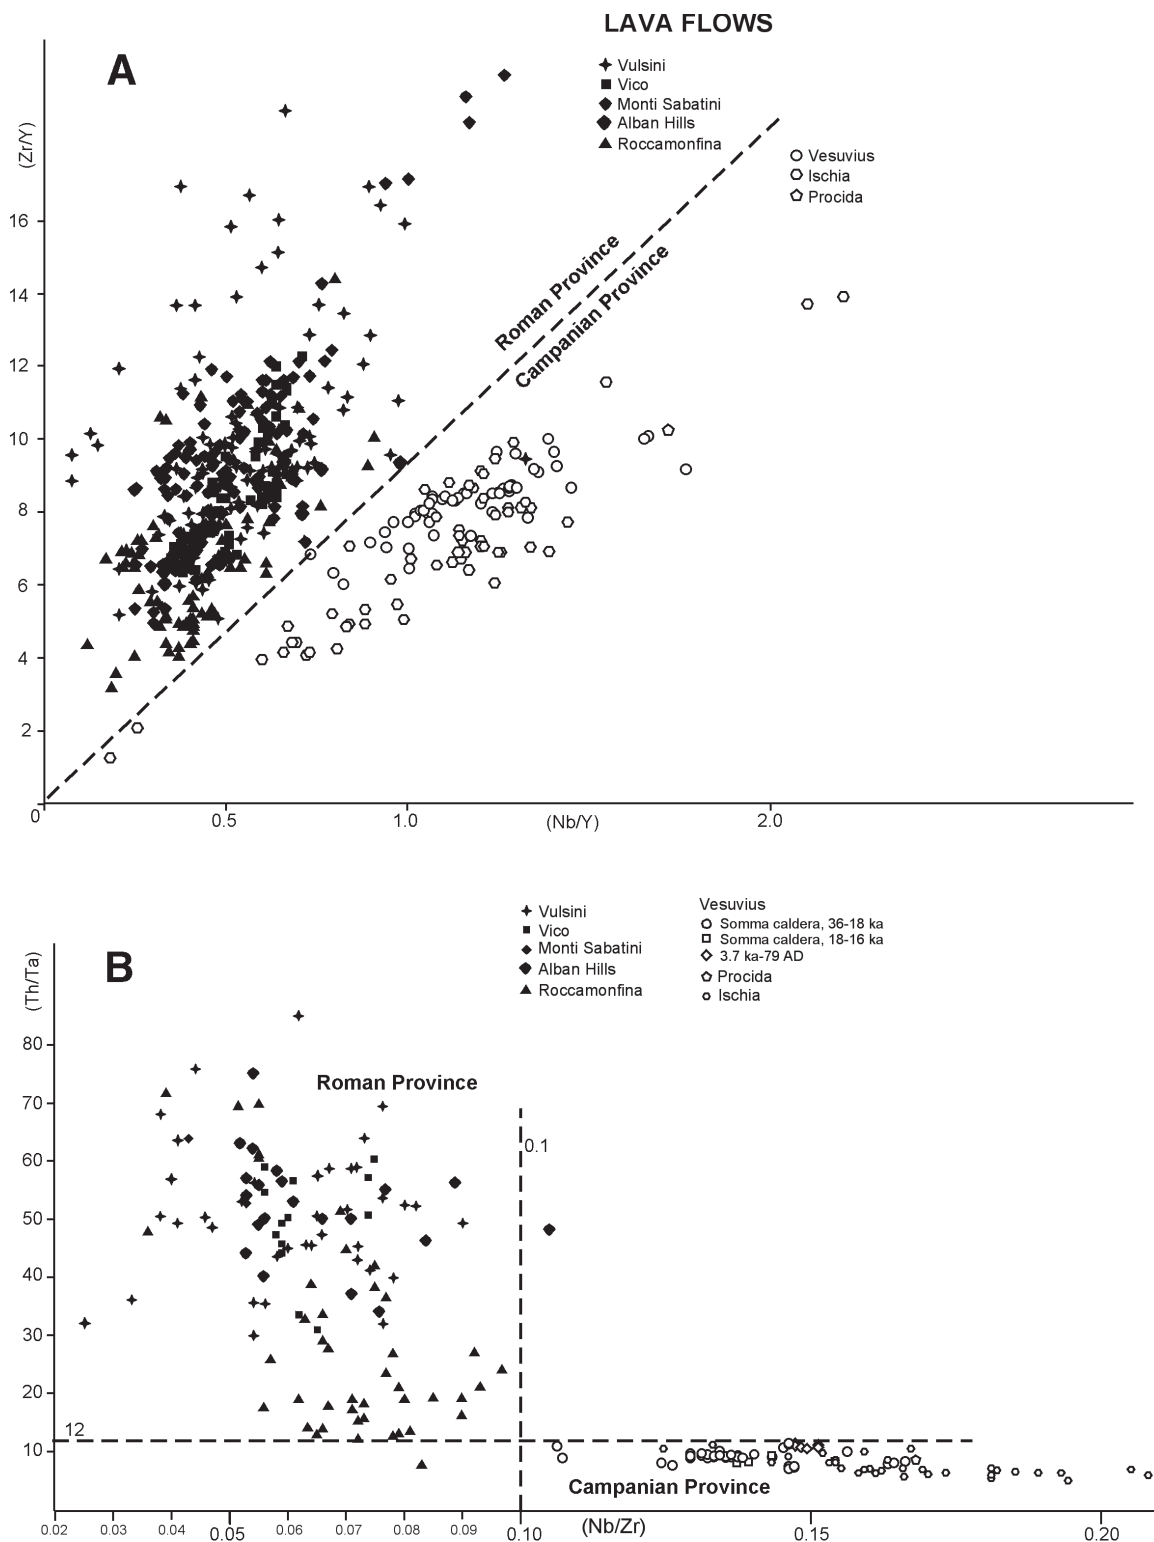 LAVA FLOWS
A
Vulsini
Vico
Monti Sabatini
Alban Hills
Roccamonfina
Vesuvius
Ischia
Procida
(Zr/Y)
16
14
12
10
8
6
4
2
0
Roman Province
Campanian Province
0.5
1.0
(Nb/Y)
2.0
B
Vulsini
Vico
Monti Sabatini
Alban Hills
Roccamonfina
Vesuvius
Somma caldera, 36-18 ka
Somma caldera, 18-16 ka
3.7 ka-79 AD
Procida
Ischia
(Th/Ta)
80
70
60
50
40
30
20
10
Roman Province
0.1
12
Campanian Province
0.02
0.03
0.04
0.05
0.06
0.07
0.08
0.09
0.10
(Nb/Zr)
0.15
0.20